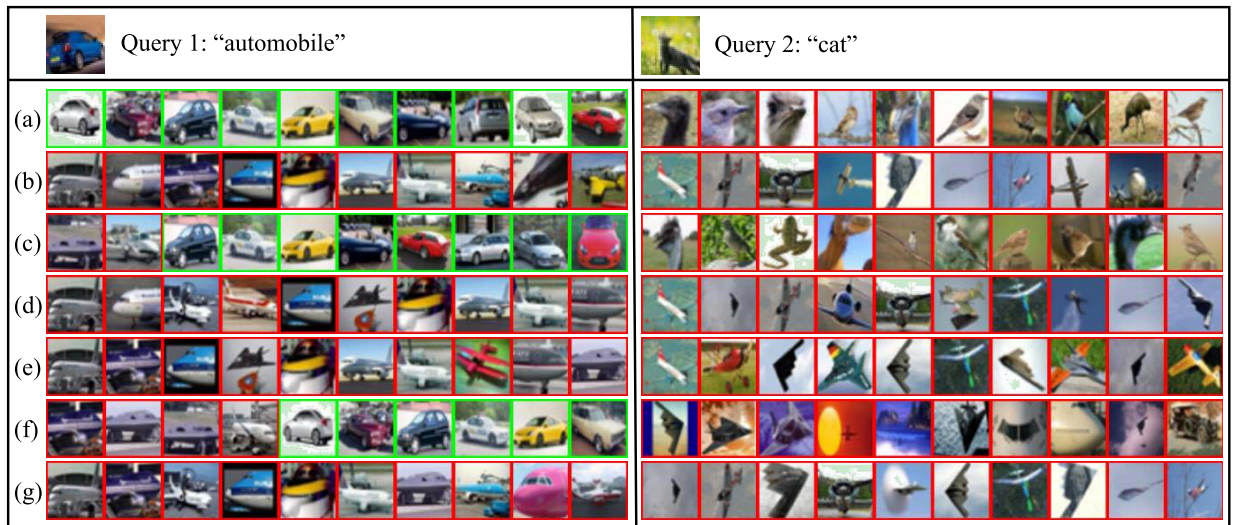 Query 1: “automobile”
Query 2: “cat”
(a)
(b)
(c)
(d)
(e)
(f)
(g)